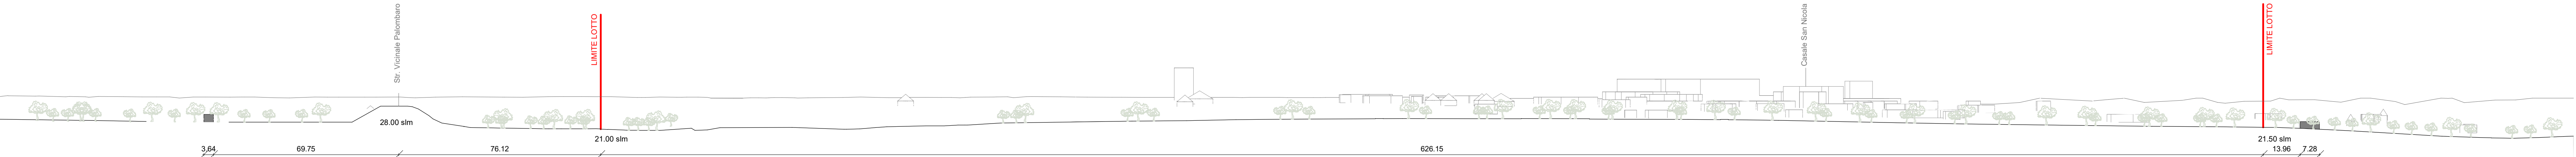 Str. Vicinale Palombaro
LIMITE LOTTO
Casale San Nicola
LIMITE LOTTO
28.00 slm
21.00 slm
21.50 slm
3,64
69.75
76.12
626.15
13.96
7.28